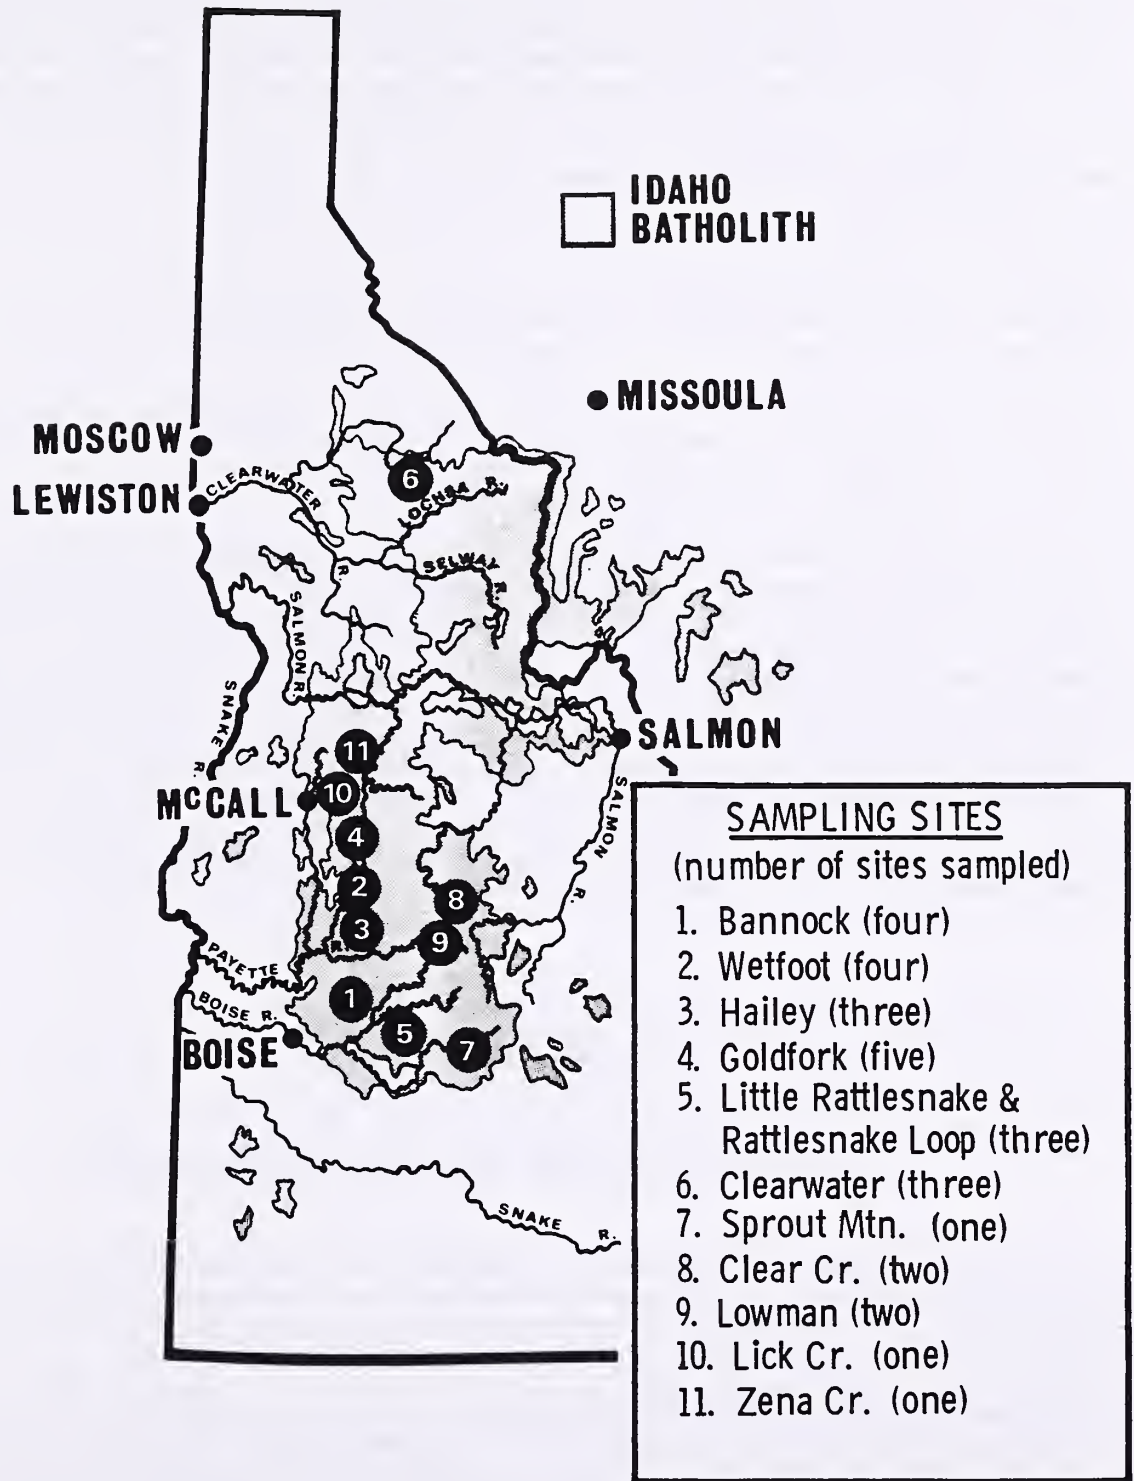 IDAHO
BATHOLITH
MISSOULA
MOSCOW
LEWISTON
CLEARWATER
R.
6
LOCHSA R.
SELWAY
R.
SALMON R.
SNAKE
R.
11
SALMON
10
McCALL
4
SALMON
R.
2
8
3
R.
9
PAYETTE
1
BOISE R.
5
BOISE
7
SNAKE R.
SAMPLING SITES
(number of sites sampled)
1. Bannock (four)
2. Wetfoot (four)
3. Hailey (three)
4. Goldfork (five)
5. Little Rattlesnake &
Rattlesnake Loop (three)
6. Clearwater (three)
7. Sprout Mtn. (one)
8. Clear Cr. (two)
9. Lowman (two)
10. Lick Cr. (one)
11. Zena Cr. (one)